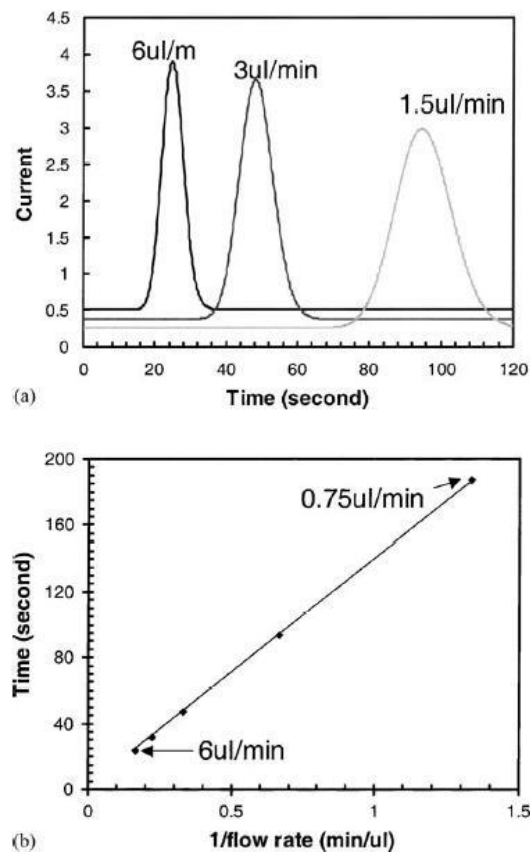 4.5
4
3.5
3
2.5
2
1.5
1
0.5
0
Current
6ul/m
3ul/min
1.5ul/min
0 20 40 60 80 100 120
(a) Time (second)
200
160
120
80
40
0
Time (second)
0.75ul/min
6ul/min
0 0.5 1 1.5
(b) 1/flow rate (min/ul)